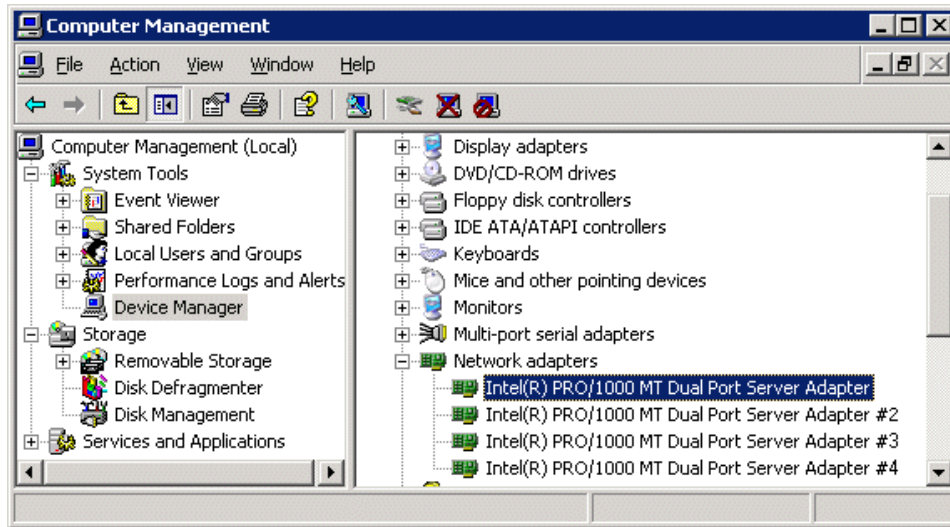 Computer Management
File Action View Window Help
Computer Management (Local)
System Tools
Event Viewer
Shared Folders
Local Users and Groups
Performance Logs and Alerts
Device Manager
Storage
Removable Storage
Disk Defragmenter
Disk Management
Services and Applications
Display adapters
DVD/CD-ROM drives
Floppy disk controllers
IDE ATA/ATAPI controllers
Keyboards
Mice and other pointing devices
Monitors
Multi-port serial adapters
Network adapters
Intel(R) PRO/1000 MT Dual Port Server Adapter
Intel(R) PRO/1000 MT Dual Port Server Adapter #2
Intel(R) PRO/1000 MT Dual Port Server Adapter #3
Intel(R) PRO/1000 MT Dual Port Server Adapter #4